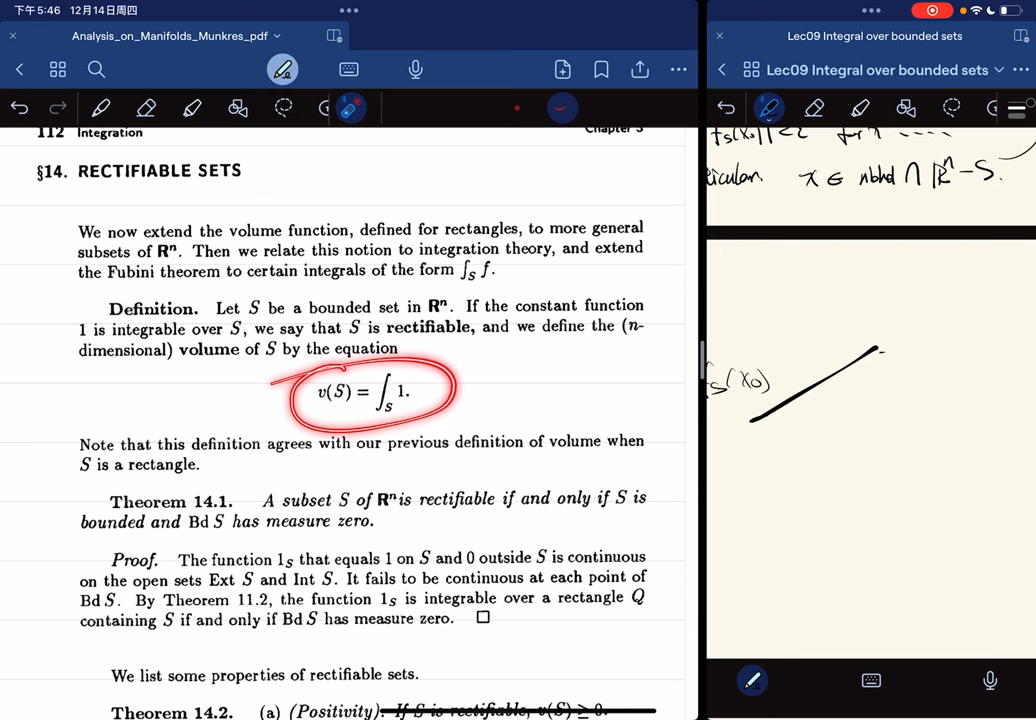 下午5:46 12月14日周四
Analysis_on_Manifolds_Munkres_pdf
Lec09 Integral over bounded sets
Lec09 Integral over bounded sets
112 Integration Chapter 3
§14. RECTIFIABLE SETS
We now extend the volume function, defined for rectangles, to more general
subsets of Rⁿ. Then we relate this notion to integration theory, and extend
the Fubini theorem to certain integrals of the form ∫_S f.
Definition. Let S be a bounded set in Rⁿ. If the constant function
1 is integrable over S, we say that S is rectifiable, and we define the (n-
dimensional) volume of S by the equation
v(S) = ∫_S 1.
Note that this definition agrees with our previous definition of volume when
S is a rectangle.
Theorem 14.1. A subset S of Rⁿ is rectifiable if and only if S is
bounded and Bd S has measure zero.
Proof. The function 1_S that equals 1 on S and 0 outside S is continuous
on the open sets Ext S and Int S. It fails to be continuous at each point of
Bd S. By Theorem 11.2, the function 1_S is integrable over a rectangle Q
containing S if and only if Bd S has measure zero. □
We list some properties of rectifiable sets.
Theorem 14.2. (a) (Positivity). If S is rectifiable, v(S) ≥ 0.
x ∈ nbhd ∩ Rⁿ - S.
s(x₀)